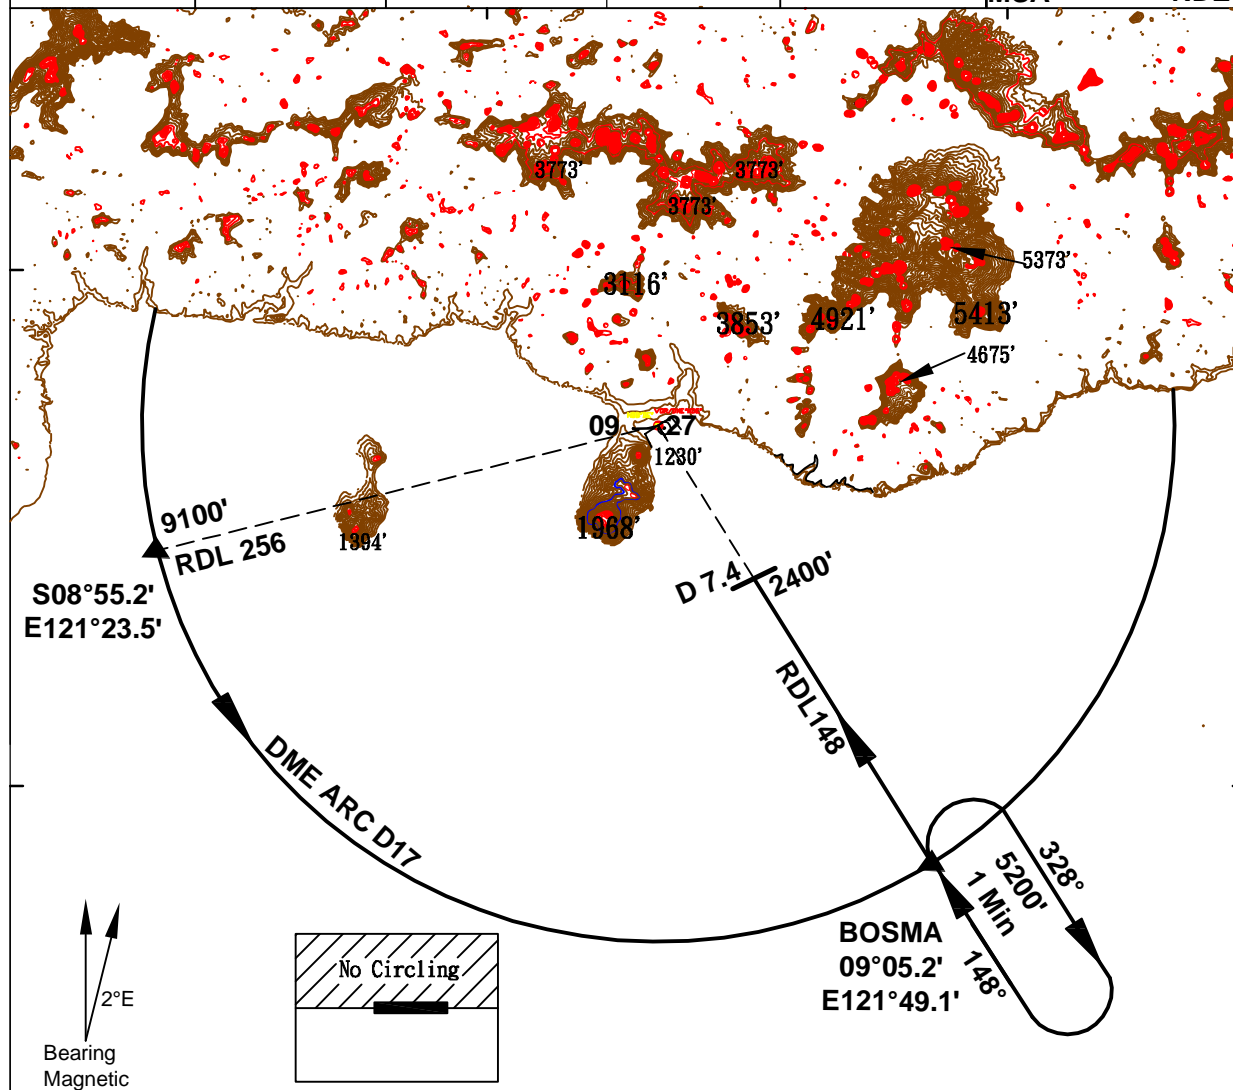 3773'
3773'
3773'
5373'
3116'
3853'
4921'
5413'
4675'
09
27
1230'
1968'
1394'
9100'
RDL 256
S08°55.2'
E121°23.5'
D 7.4
2400'
RDL148
DME ARC D17
328°
5200'
1 Min
148°
BOSMA
09°05.2'
E121°49.1'
No Circling
2°E
Bearing
Magnetic